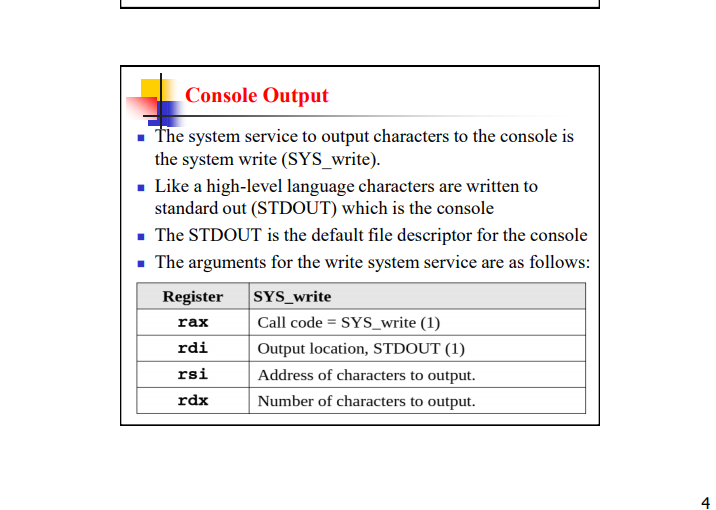 Console Output
The system service to output characters to the console is
the system write (SYS_write).
Like a high-level language characters are written to
standard out (STDOUT) which is the console
The STDOUT is the default file descriptor for the console
The arguments for the write system service are as follows:
Register SYS_write
rax Call code = SYS_write (1)
rdi Output location, STDOUT (1)
rsi Address of characters to output.
rdx Number of characters to output.
4